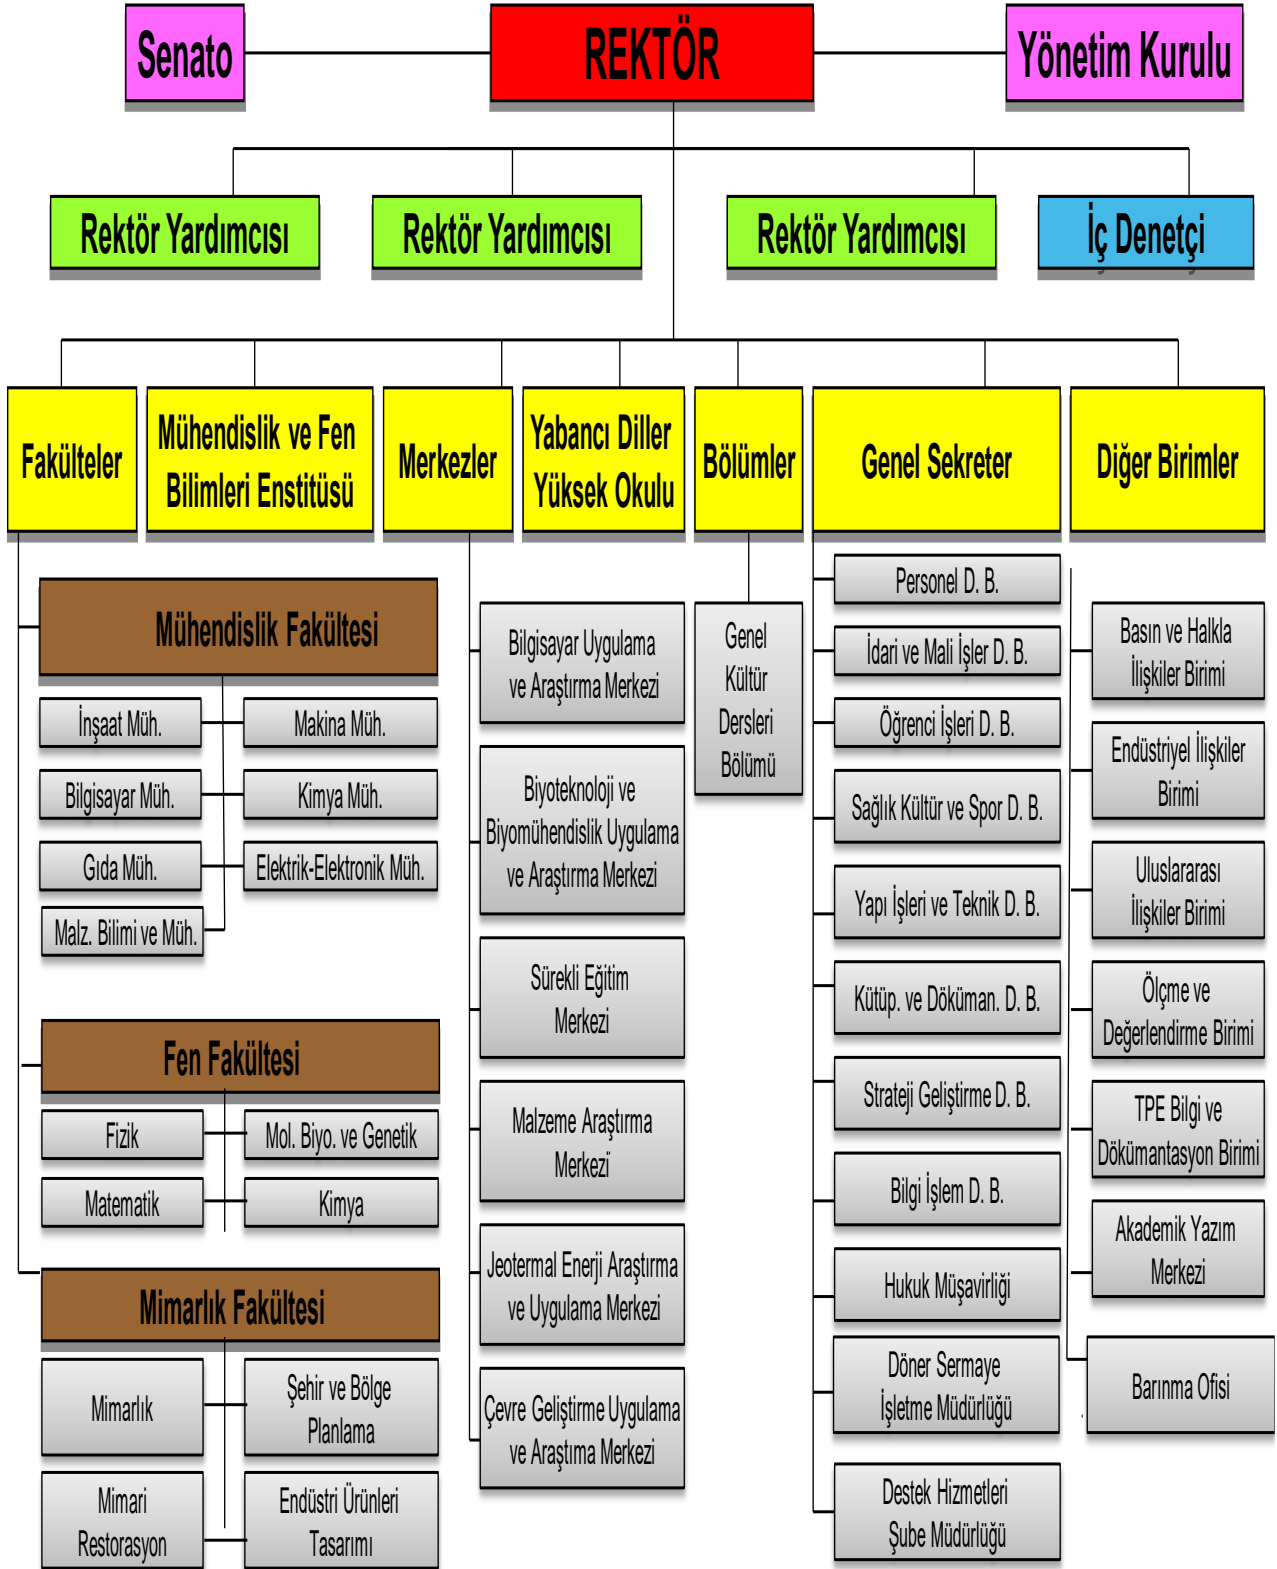 Senato
REKTÖR
Yönetim Kurulu
Rektör Yardımcısı
Rektör Yardımcısı
Rektör Yardımcısı
İç Denetçi
Fakülteler
Mühendislik ve Fen
Bilimleri Enstitüsü
Merkezler
Yabancı Diller
Yüksek Okulu
Bölümler
Genel Sekreter
Diğer Birimler
Mühendislik Fakültesi
İnşaat Müh.
Makina Müh.
Bilgisayar Müh.
Kimya Müh.
Gıda Müh.
Elektrik-Elektronik Müh.
Malz. Bilimi ve Müh.
Fen Fakültesi
Fizik
Mol. Biyo. ve Genetik
Matematik
Kimya
Mimarlık Fakültesi
Mimarlık
Şehir ve Bölge
Planlama
Mimari
Restorasyon
Endüstri Ürünleri
Tasarımı
Bilgisayar Uygulama
ve Araştırma Merkezi
Biyoteknoloji ve
Biyomühendislik Uygulama
ve Araştırma Merkezi
Sürekli Eğitim
Merkezi
Malzeme Araştırma
Merkezi
Jeotermal Enerji Araştırma
ve Uygulama Merkezi
Çevre Geliştirme Uygulama
ve Araştıma Merkezi
Genel
Kültür
Dersleri
Bölümü
Personel D. B.
İdari ve Mali İşler D. B.
Öğrenci İşleri D. B.
Sağlık Kültür ve Spor D. B.
Yapı İşleri ve Teknik D. B.
Kütüp. ve Döküman. D. B.
Strateji Geliştirme D. B.
Bilgi İşlem D. B.
Hukuk Müşavirliği
Döner Sermaye
İşletme Müdürlüğü
Destek Hizmetleri
Şube Müdürlüğü
Basın ve Halkla
İlişkiler Birimi
Endüstriyel İlişkiler
Birimi
Uluslararası
İlişkiler Birimi
Ölçme ve
Değerlendirme Birimi
TPE Bilgi ve
Dökümantasyon Birimi
Akademik Yazım
Merkezi
Barınma Ofisi